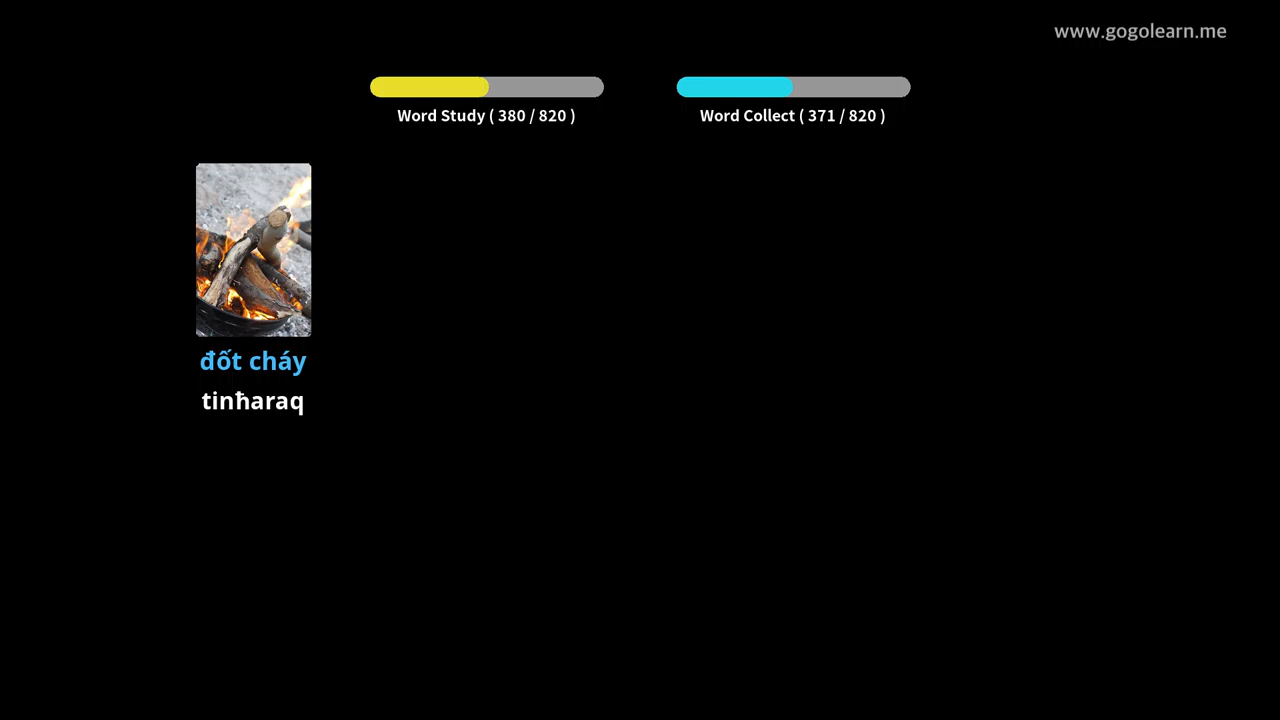 www.gogolearn.me
Word Study ( 380 / 820 )
Word Collect ( 371 / 820 )
đốt cháy
tinħaraq